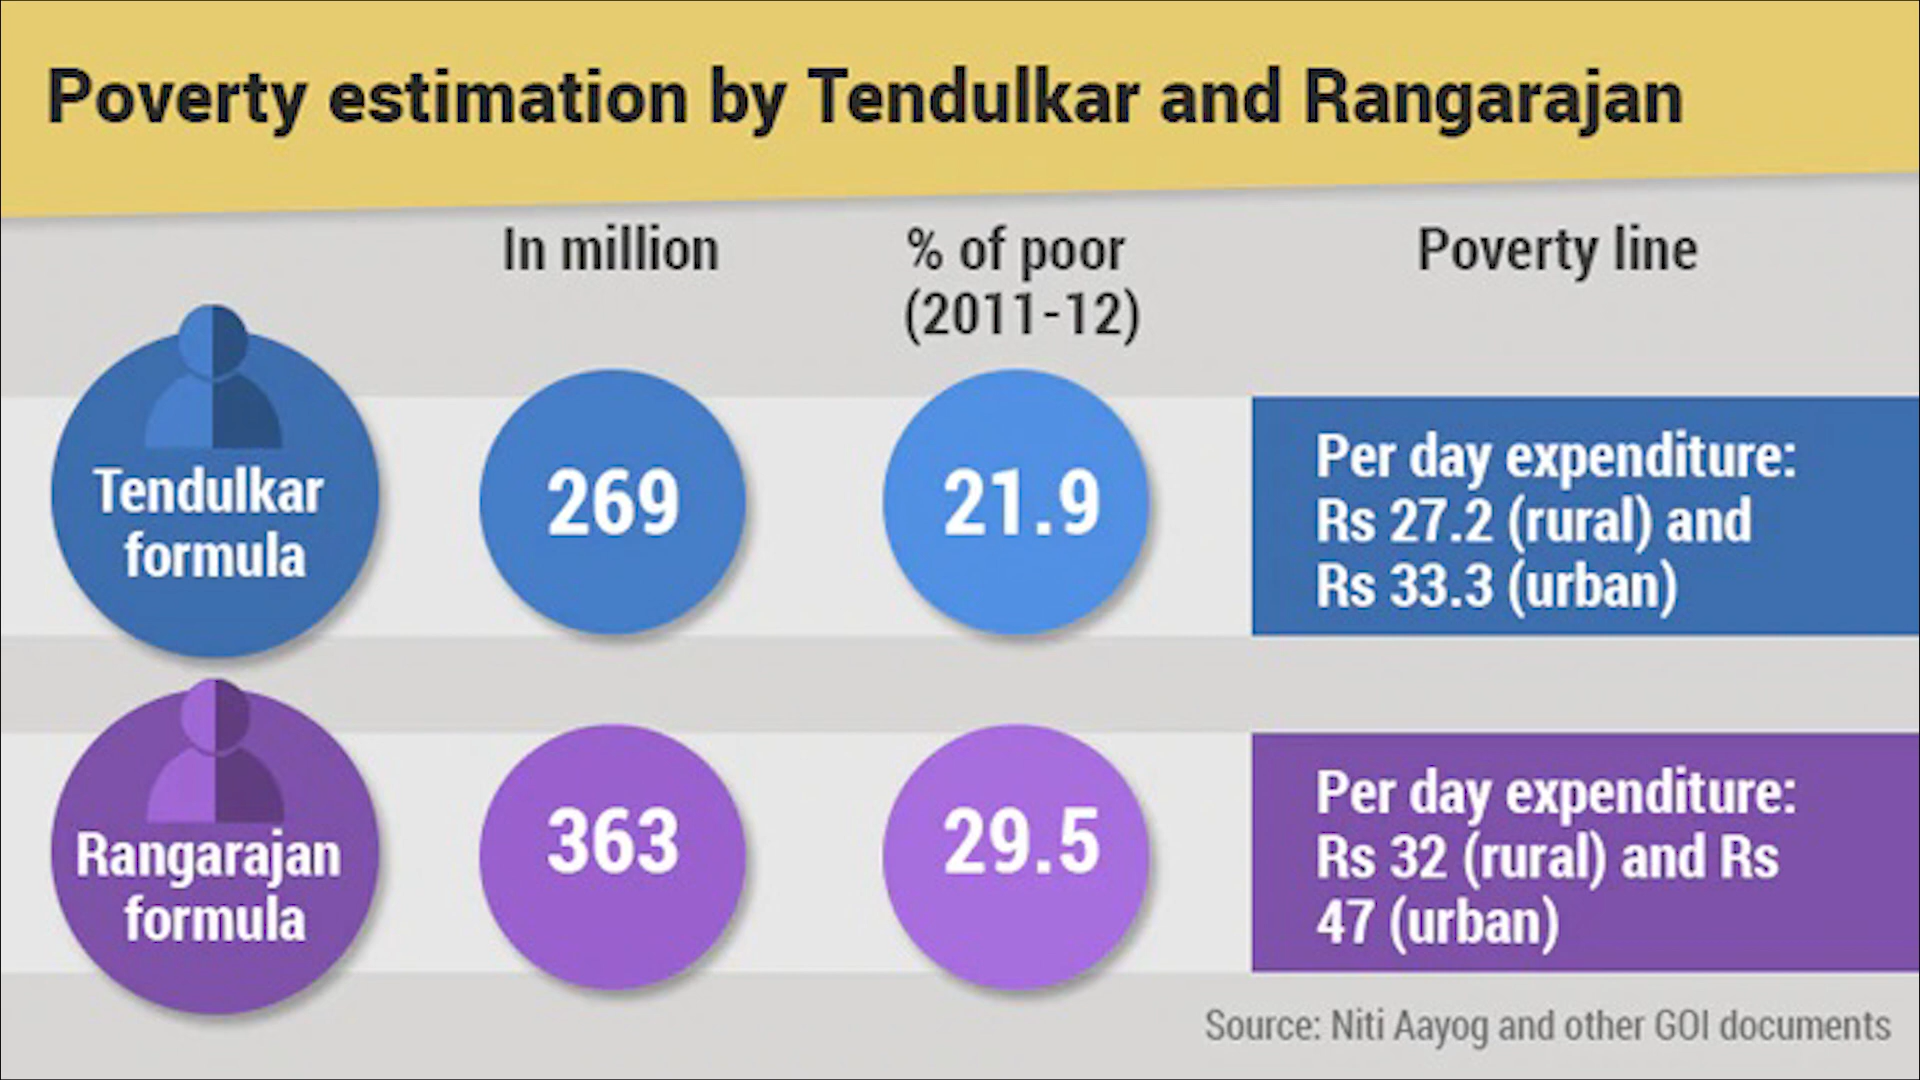 Poverty estimation by Tendulkar and Rangarajan
In million
% of poor
(2011-12)
Poverty line
Tendulkar
formula
269
21.9
Per day expenditure:
Rs 27.2 (rural) and
Rs 33.3 (urban)
Rangarajan
formula
363
29.5
Per day expenditure:
Rs 32 (rural) and Rs
47 (urban)
Source: Niti Aayog and other GOI documents